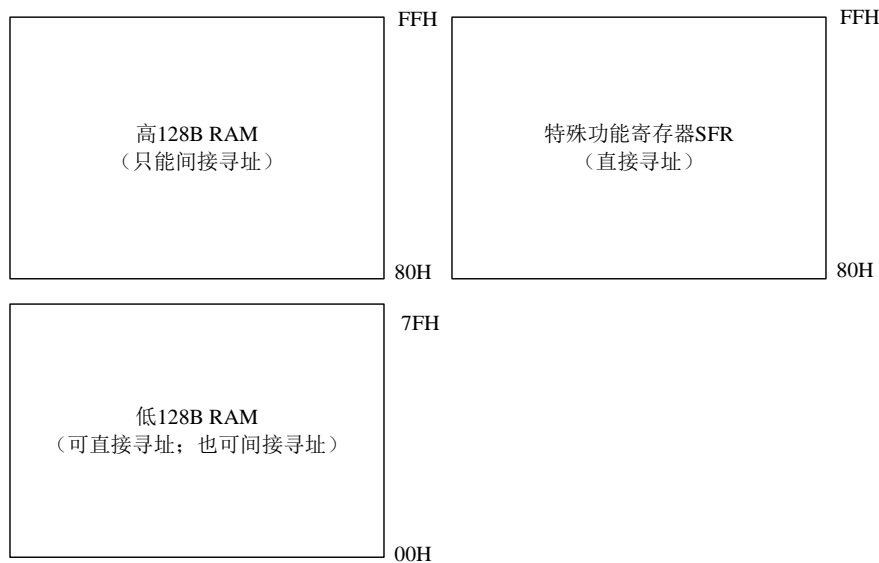 FFH
FFH
高128B RAM
（只能间接寻址）
特殊功能寄存器SFR
（直接寻址）
80H
80H
7FH
低128B RAM
（可直接寻址；也可间接寻址）
00H